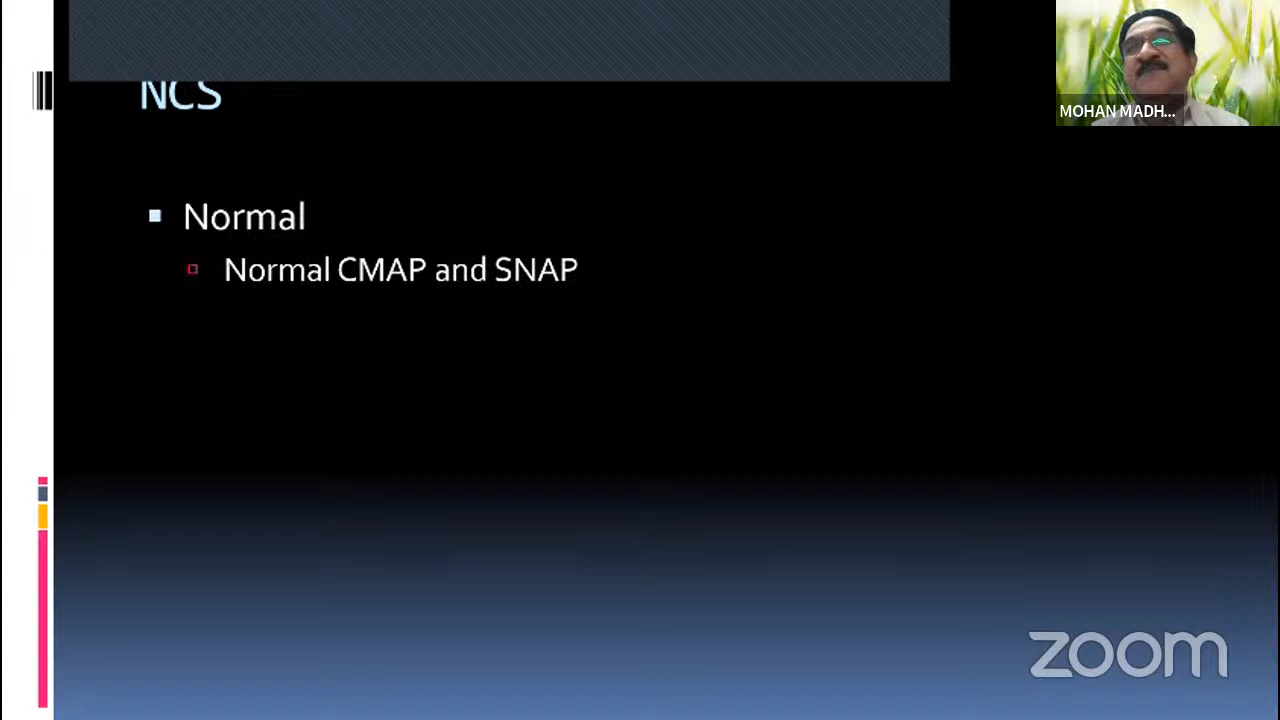 MOHAN MADH...
NCS
Normal
Normal CMAP and SNAP
zoom